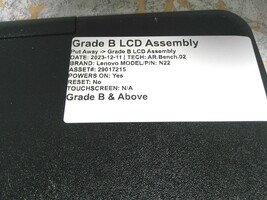 Grade B LCD Assembly
Put Away -> Grade B LCD Assembly
DATE: 2023-12-11 | TECH: AR.Bench.02
BRAND: Lenovo MODEL/P/N: N22
ASSET#: 29017215
POWERS ON: Yes
RESET: No
TOUCHSCREEN: N/A
Grade B & Above